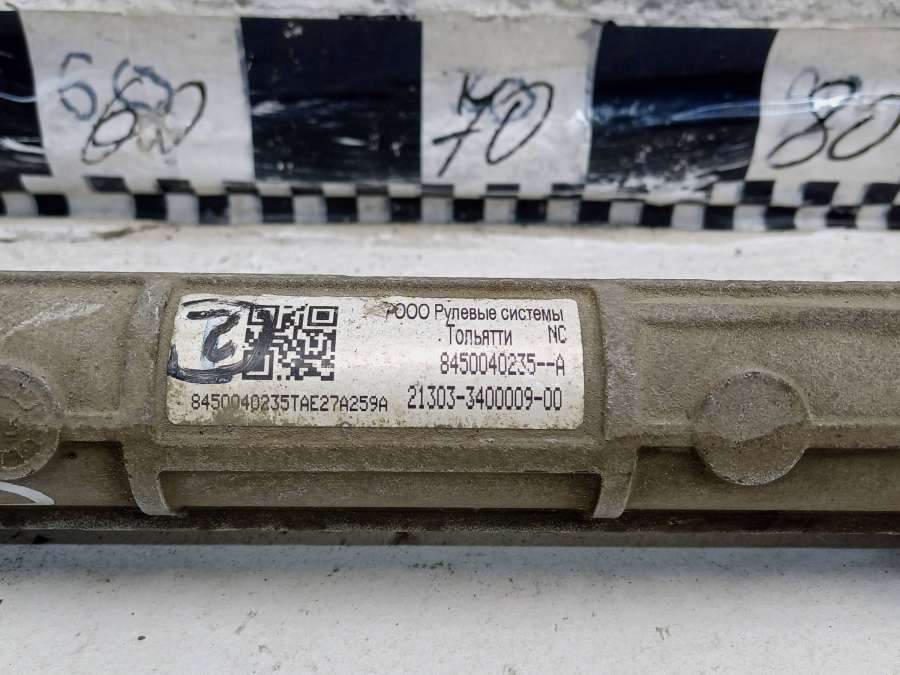 60
70
80
2
ООО Рулевые системы
Тольятти NC
8450040235--A
8450040235TAE27A259A
21303-3400009-00